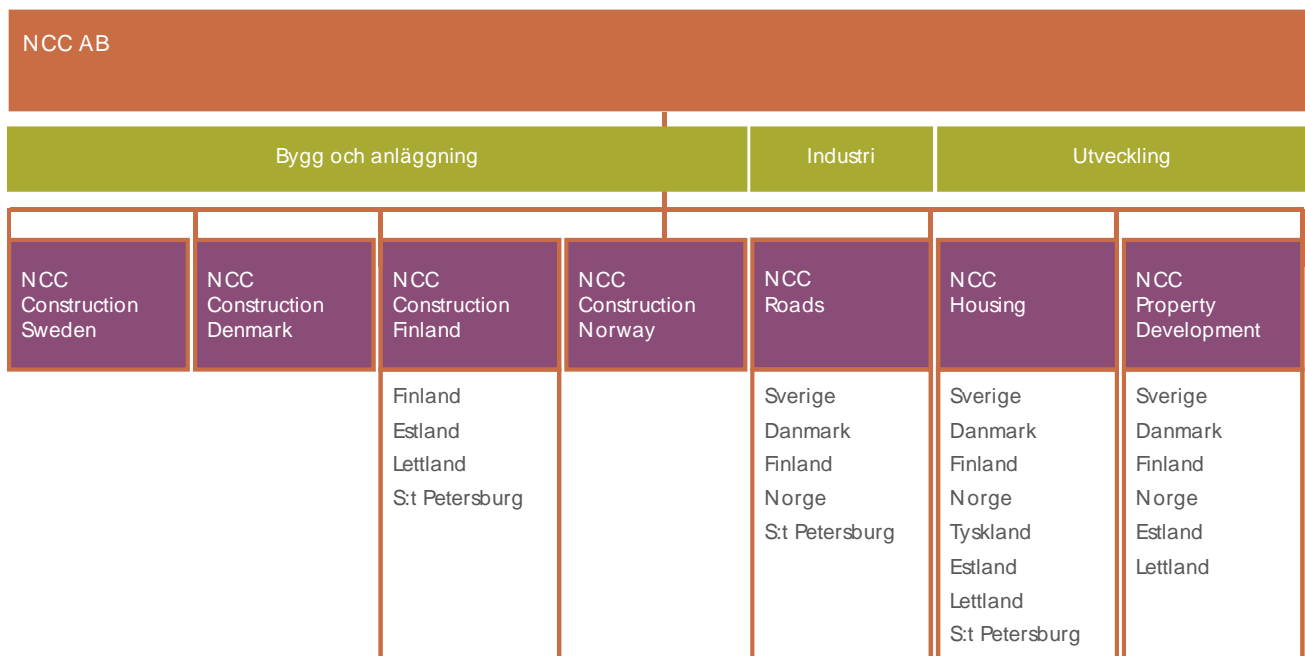 NCC AB
Bygg och anläggning
Industri
Utveckling
NCC
Construction
Sweden
NCC
Construction
Denmark
NCC
Construction
Finland
NCC
Construction
Norway
NCC
Roads
NCC
Housing
NCC
Property
Development
Finland
Estland
Lettland
S:t Petersburg
Sverige
Danmark
Finland
Norge
S:t Petersburg
Sverige
Danmark
Finland
Norge
Tyskland
Estland
Lettland
S:t Petersburg
Sverige
Danmark
Finland
Norge
Estland
Lettland